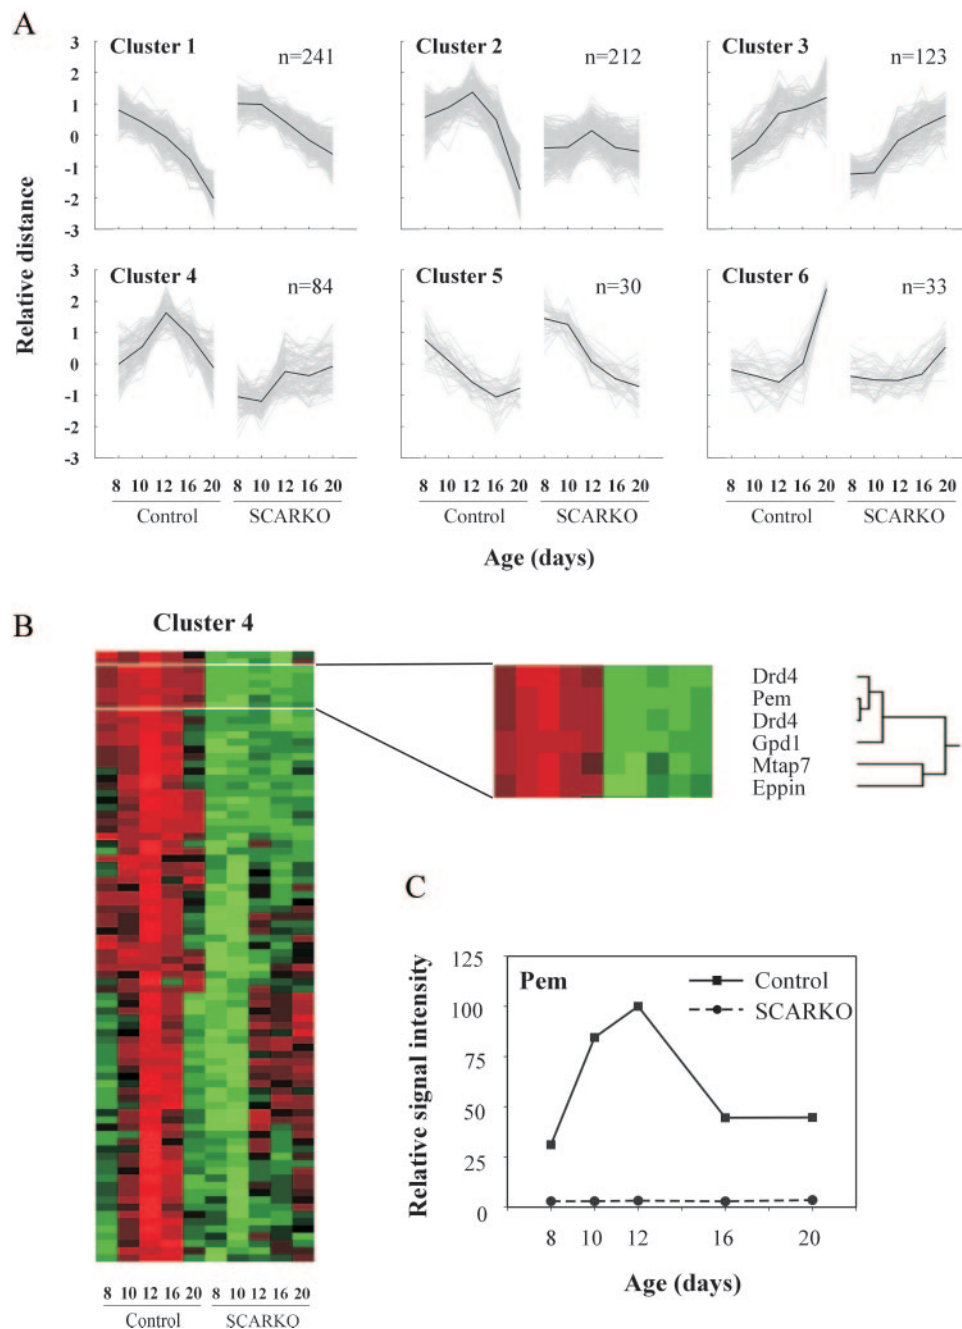 A
Cluster 1
n=241
Cluster 2
n=212
Cluster 3
n=123
3
2
1
0
-1
-2
-3
Relative distance
Cluster 4
n=84
Cluster 5
n=30
Cluster 6
n=33
3
2
1
0
-1
-2
-3
8 10 12 16 20 8 10 12 16 20
Control SCARKO
8 10 12 16 20 8 10 12 16 20
Control SCARKO
8 10 12 16 20 8 10 12 16 20
Control SCARKO
Age (days)
B
Cluster 4
Drd4
Pem
Drd4
Gpd1
Mtap7
Eppin
8 10 12 16 20 8 10 12 16 20
Control SCARKO
C
Pem
Control
SCARKO
Relative signal intensity
125
100
75
50
25
0
8 10 12 16 20
Age (days)